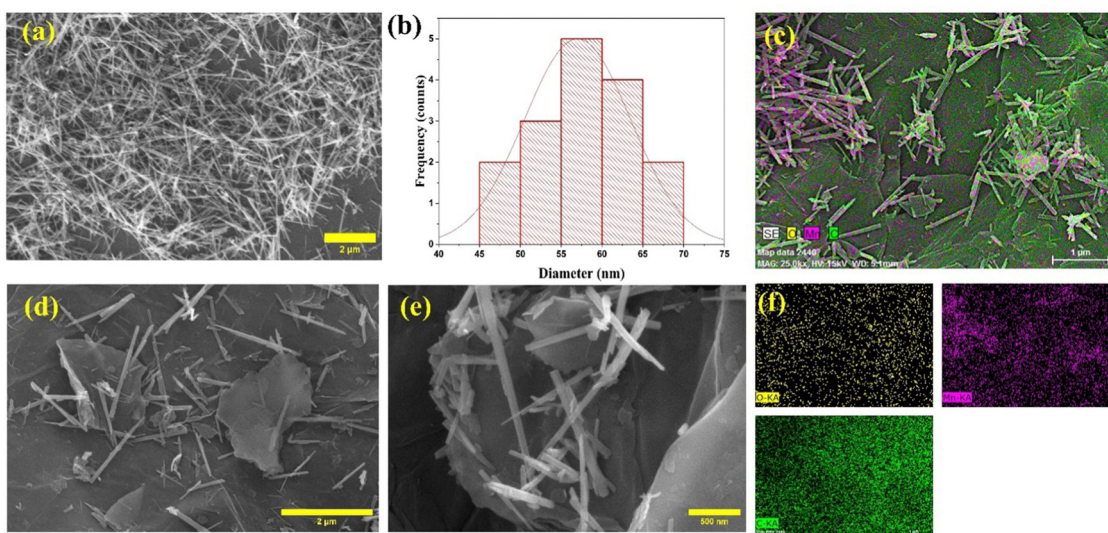 (a)
2 μm
(b)
Frequency (counts)
5
4
3
2
1
0
40 45 50 55 60 65 70 75
Diameter (nm)
(c)
SE O Mn C
Map data 2440
MAG: 25.0kx HV: 15kV WD: 5.1mm
1 μm
(d)
2 μm
(e)
500 nm
(f)
O-KA
Mn-KA
C-KA